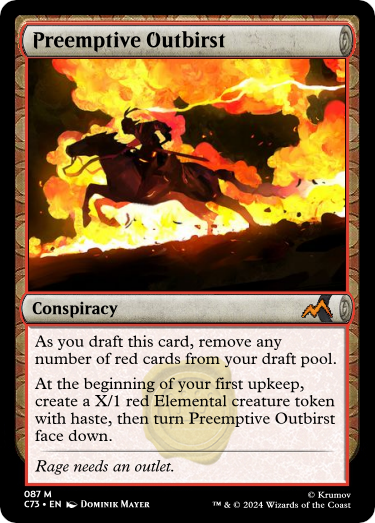 Preemptive Outbirst
Conspiracy
As you draft this card, remove any
number of red cards from your draft pool.
At the beginning of your first upkeep,
create a X/1 red Elemental creature token
with haste, then turn Preemptive Outbirst
face down.
Rage needs an outlet.
087 M
© Krumov
C73 • EN DOMINIK MAYER
™ & © 2024 Wizards of the Coast